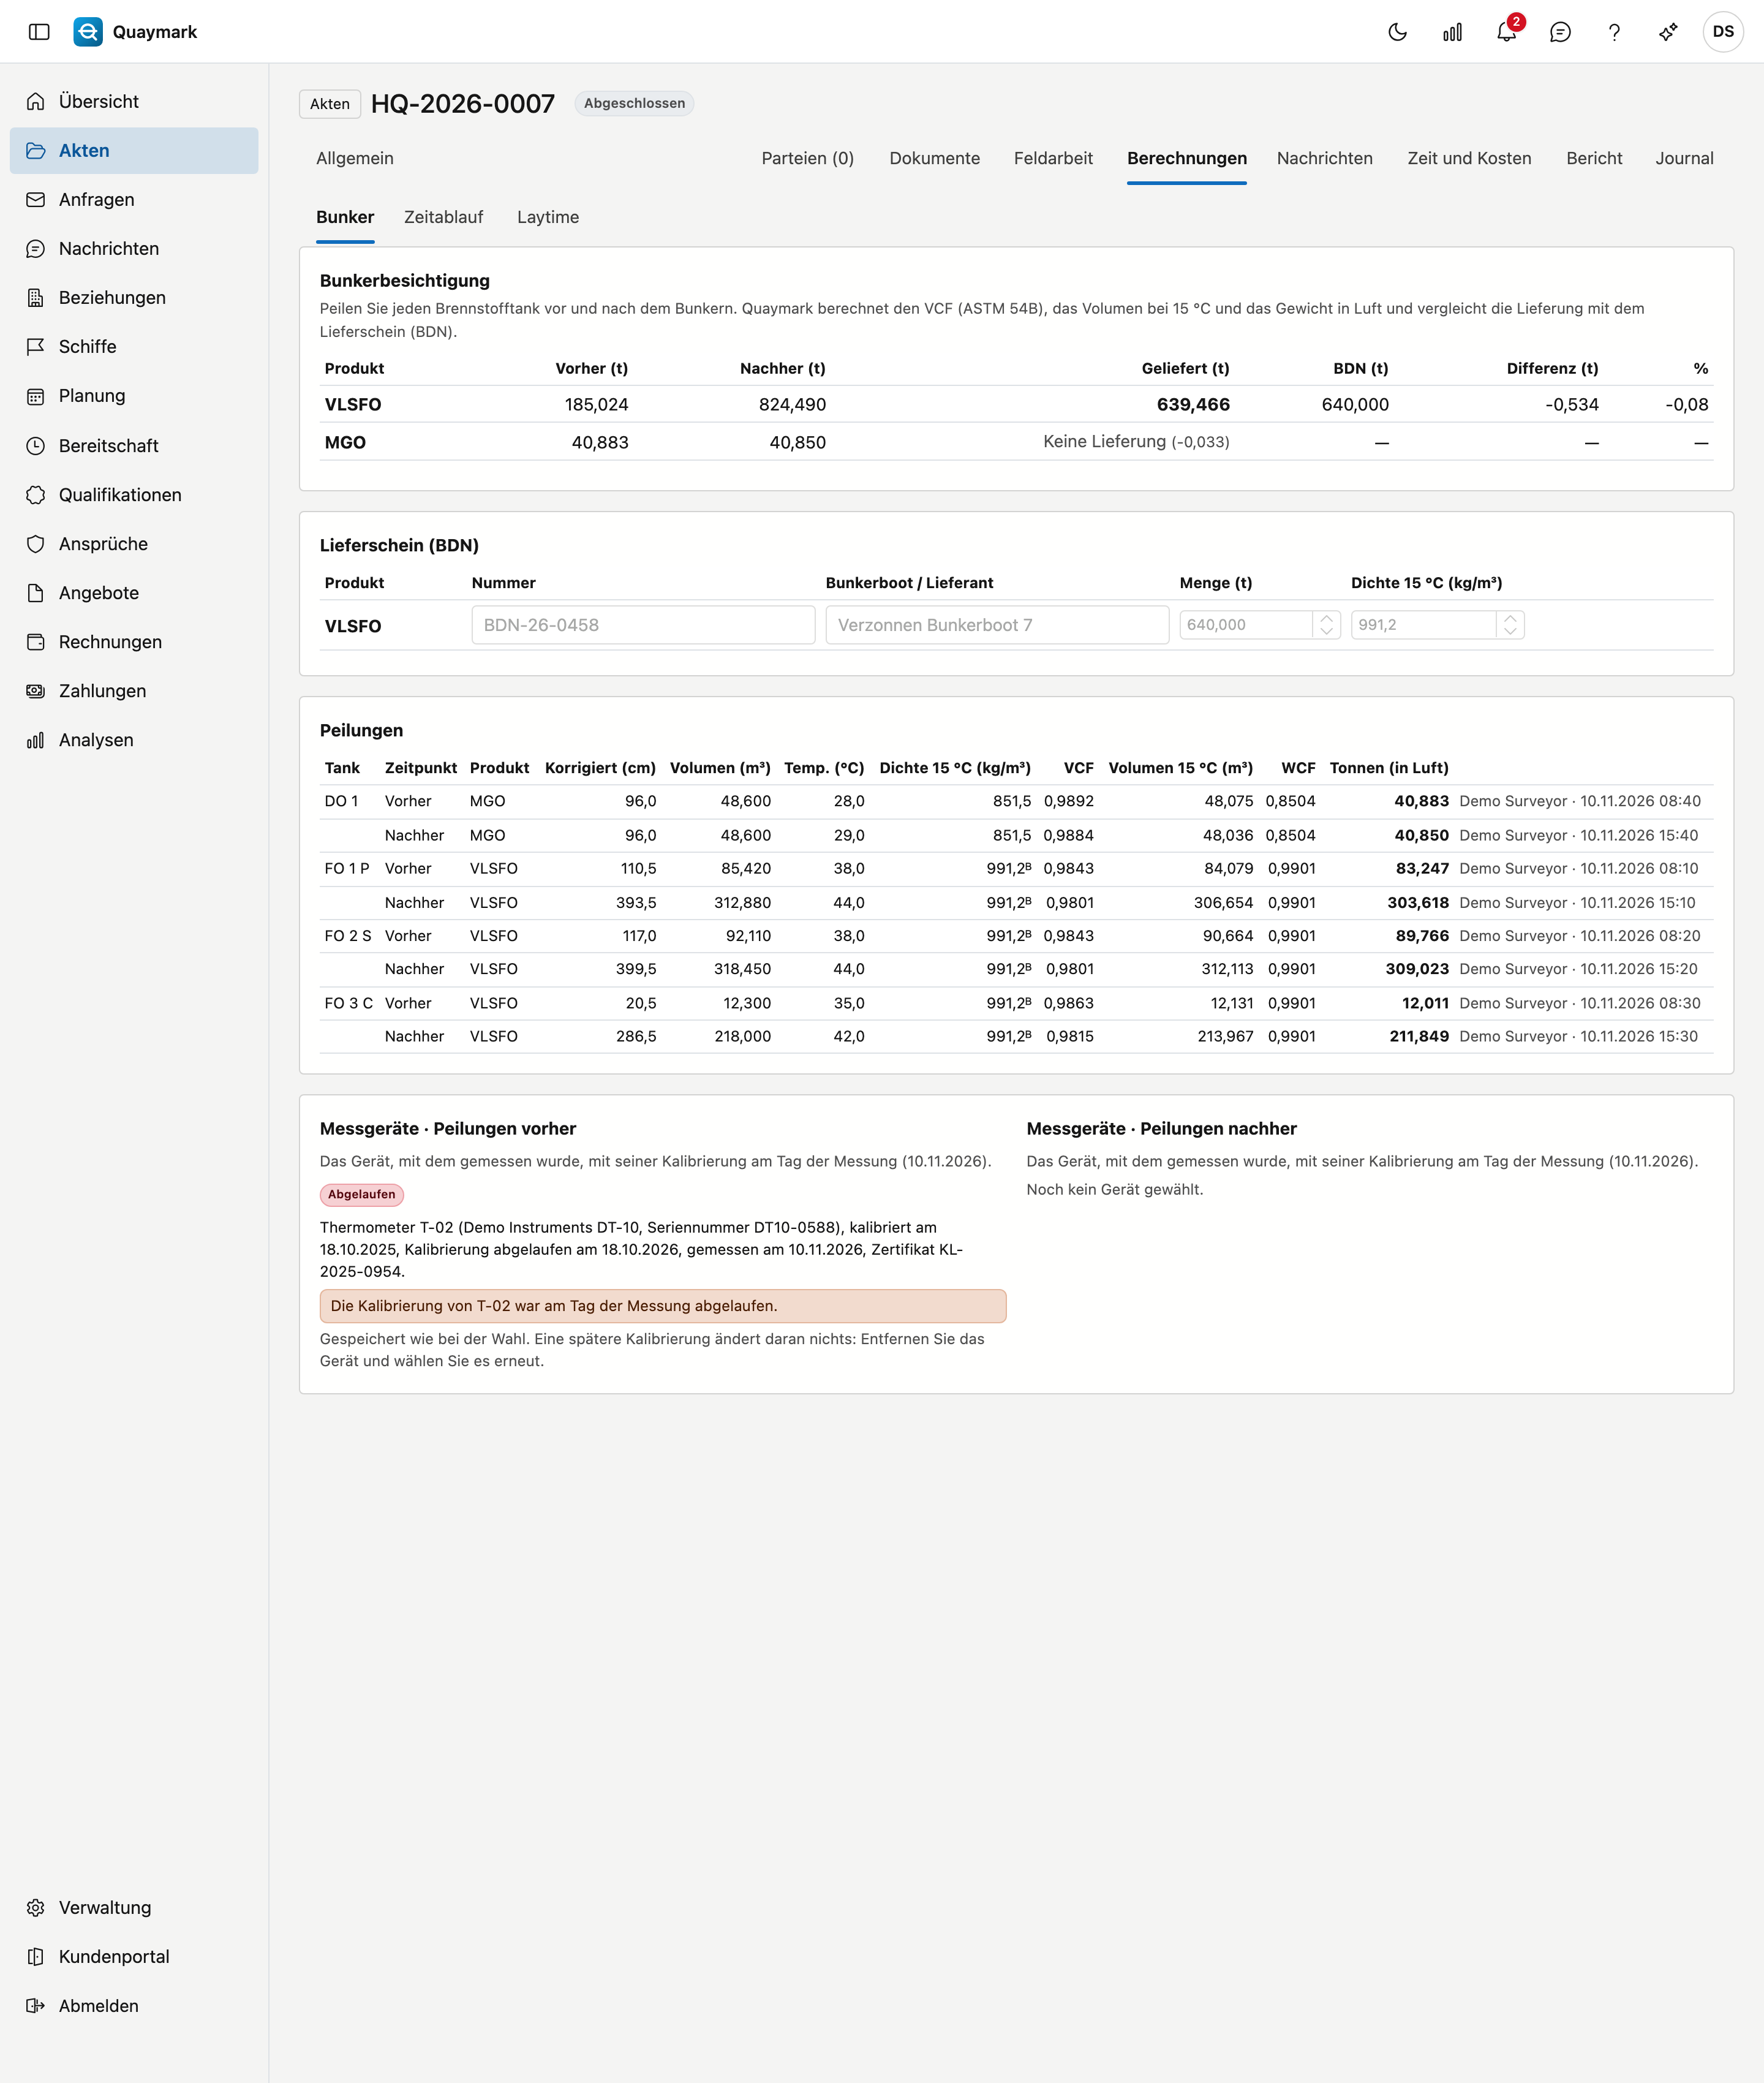 Quaymark
2
DS
Übersicht
Akten
Anfragen
Nachrichten
Beziehungen
Schiffe
Planung
Bereitschaft
Qualifikationen
Ansprüche
Angebote
Rechnungen
Zahlungen
Analysen
Verwaltung
Kundenportal
Abmelden
Akten HQ-2026-0007 Abgeschlossen
Allgemein Parteien (0) Dokumente Feldarbeit Berechnungen Nachrichten Zeit und Kosten Bericht Journal
Bunker Zeitablauf Laytime
Bunkerbesichtigung
Peilen Sie jeden Brennstofftank vor und nach dem Bunkern. Quaymark berechnet den VCF (ASTM 54B), das Volumen bei 15 °C und das Gewicht in Luft und vergleicht die Lieferung mit dem
Lieferschein (BDN).
Produkt Vorher (t) Nachher (t) Geliefert (t) BDN (t) Differenz (t) %
VLSFO 185,024 824,490 639,466 640,000 -0,534 -0,08
MGO 40,883 40,850 Keine Lieferung (-0,033) — — —
Lieferschein (BDN)
Produkt Nummer Bunkerboot / Lieferant Menge (t) Dichte 15 °C (kg/m³)
VLSFO BDN-26-0458 Verzonnen Bunkerboot 7 640,000 991,2
Peilungen
Tank Zeitpunkt Produkt Korrigiert (cm) Volumen (m³) Temp. (°C) Dichte 15 °C (kg/m³) VCF Volumen 15 °C (m³) WCF Tonnen (in Luft)
DO 1 Vorher MGO 96,0 48,600 28,0 851,5 0,9892 48,075 0,8504 40,883 Demo Surveyor · 10.11.2026 08:40
Nachher MGO 96,0 48,600 29,0 851,5 0,9884 48,036 0,8504 40,850 Demo Surveyor · 10.11.2026 15:40
FO 1 P Vorher VLSFO 110,5 85,420 38,0 991,2ᴮ 0,9843 84,079 0,9901 83,247 Demo Surveyor · 10.11.2026 08:10
Nachher VLSFO 393,5 312,880 44,0 991,2ᴮ 0,9801 306,654 0,9901 303,618 Demo Surveyor · 10.11.2026 15:10
FO 2 S Vorher VLSFO 117,0 92,110 38,0 991,2ᴮ 0,9843 90,664 0,9901 89,766 Demo Surveyor · 10.11.2026 08:20
Nachher VLSFO 399,5 318,450 44,0 991,2ᴮ 0,9801 312,113 0,9901 309,023 Demo Surveyor · 10.11.2026 15:20
FO 3 C Vorher VLSFO 20,5 12,300 35,0 991,2ᴮ 0,9863 12,131 0,9901 12,011 Demo Surveyor · 10.11.2026 08:30
Nachher VLSFO 286,5 218,000 42,0 991,2ᴮ 0,9815 213,967 0,9901 211,849 Demo Surveyor · 10.11.2026 15:30
Messgeräte · Peilungen vorher
Das Gerät, mit dem gemessen wurde, mit seiner Kalibrierung am Tag der Messung (10.11.2026).
Abgelaufen
Thermometer T-02 (Demo Instruments DT-10, Seriennummer DT10-0588), kalibriert am
18.10.2025, Kalibrierung abgelaufen am 18.10.2026, gemessen am 10.11.2026, Zertifikat KL-
2025-0954.
Die Kalibrierung von T-02 war am Tag der Messung abgelaufen.
Gespeichert wie bei der Wahl. Eine spätere Kalibrierung ändert daran nichts: Entfernen Sie das
Gerät und wählen Sie es erneut.
Messgeräte · Peilungen nachher
Das Gerät, mit dem gemessen wurde, mit seiner Kalibrierung am Tag der Messung (10.11.2026).
Noch kein Gerät gewählt.